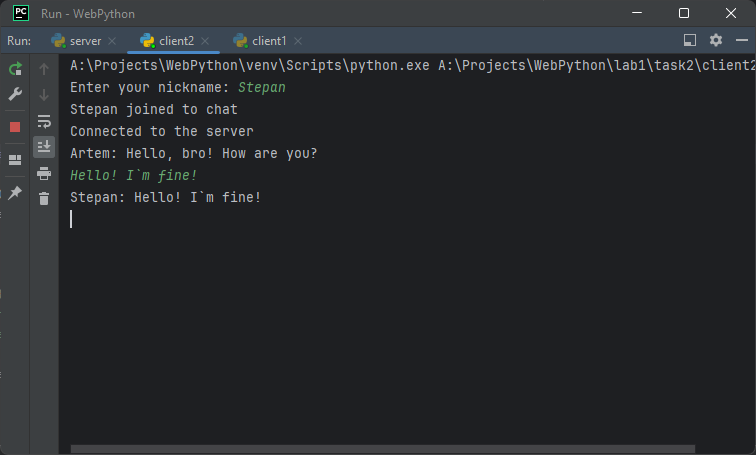 PC Run - WebPython
Run: server client2 client1
A:\Projects\WebPython\venv\Scripts\python.exe A:\Projects\WebPython\lab1\task2\client2
Enter your nickname: Stepan
Stepan joined to chat
Connected to the server
Artem: Hello, bro! How are you?
Hello! I`m fine!
Stepan: Hello! I`m fine!